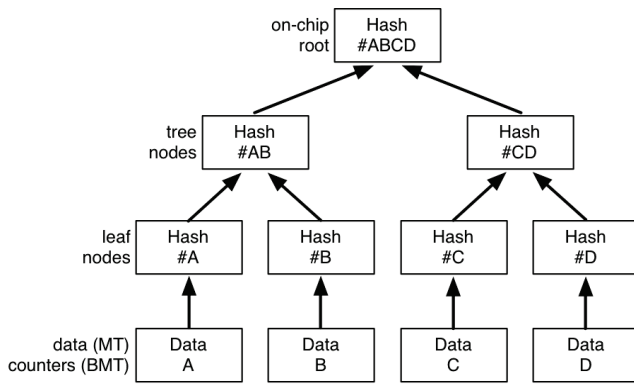 on-chip
root
Hash
#ABCD
tree
nodes
Hash
#AB
Hash
#CD
leaf
nodes
Hash
#A
Hash
#B
Hash
#C
Hash
#D
data (MT)
counters (BMT)
Data
A
Data
B
Data
C
Data
D